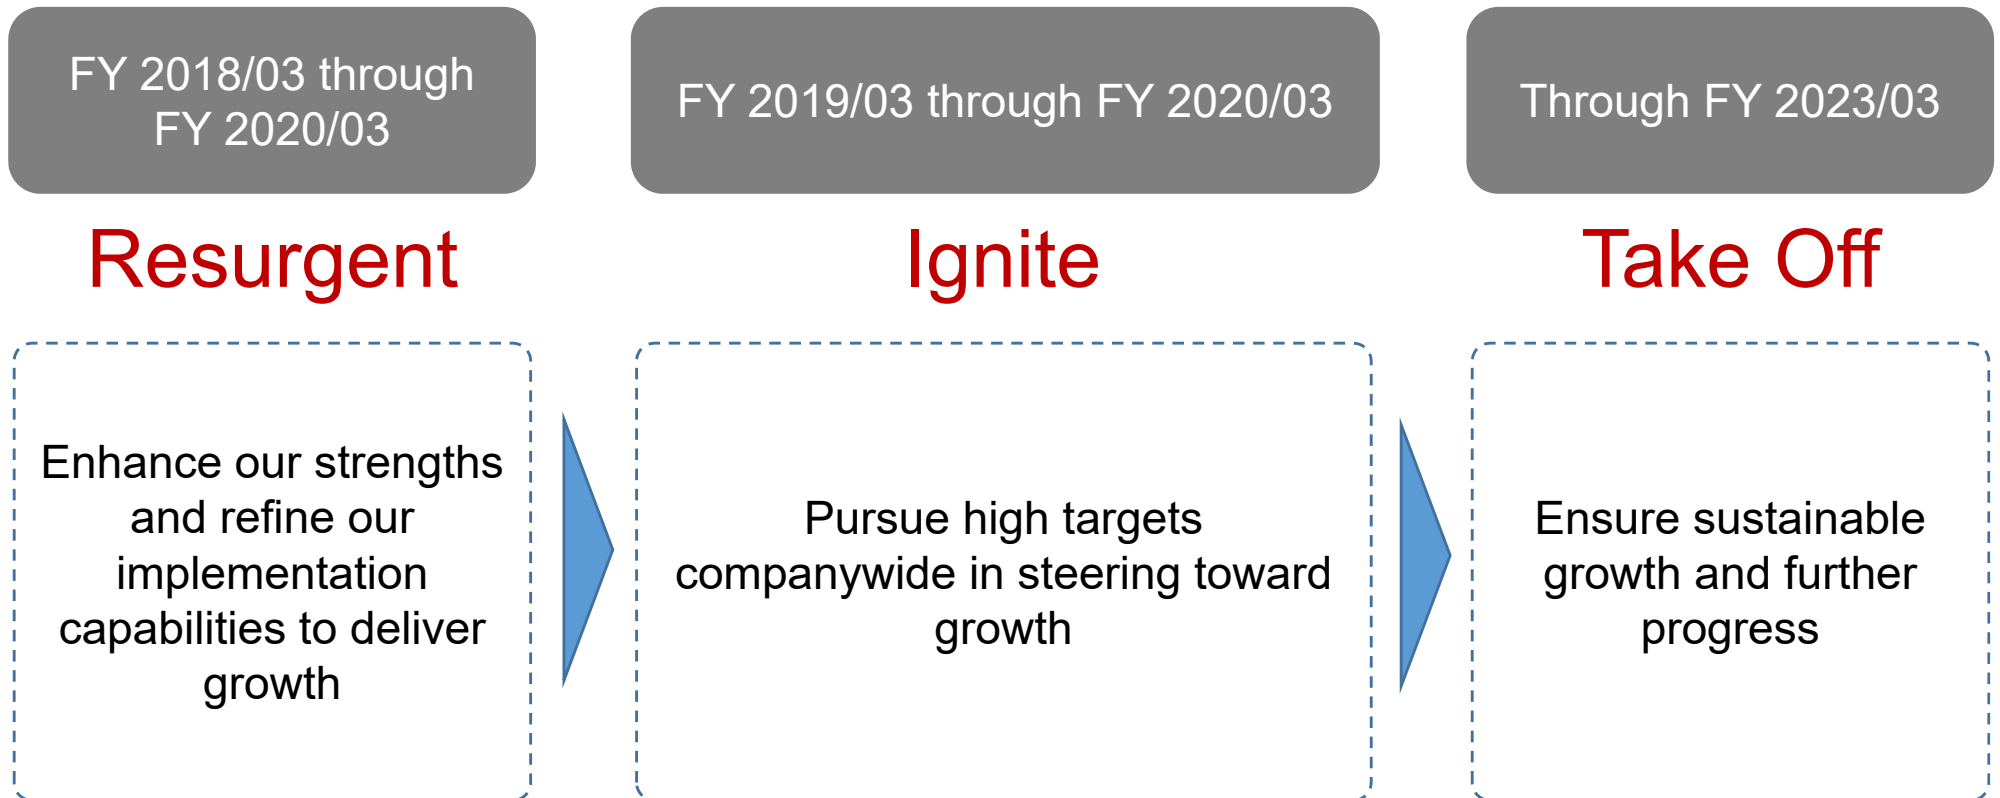 FY 2018/03 through
FY 2020/03
FY 2019/03 through FY 2020/03
Through FY 2023/03
Resurgent
Ignite
Take Off
Enhance our strengths
and refine our
implementation
capabilities to deliver
growth
Pursue high targets
companywide in steering toward
growth
Ensure sustainable
growth and further
progress